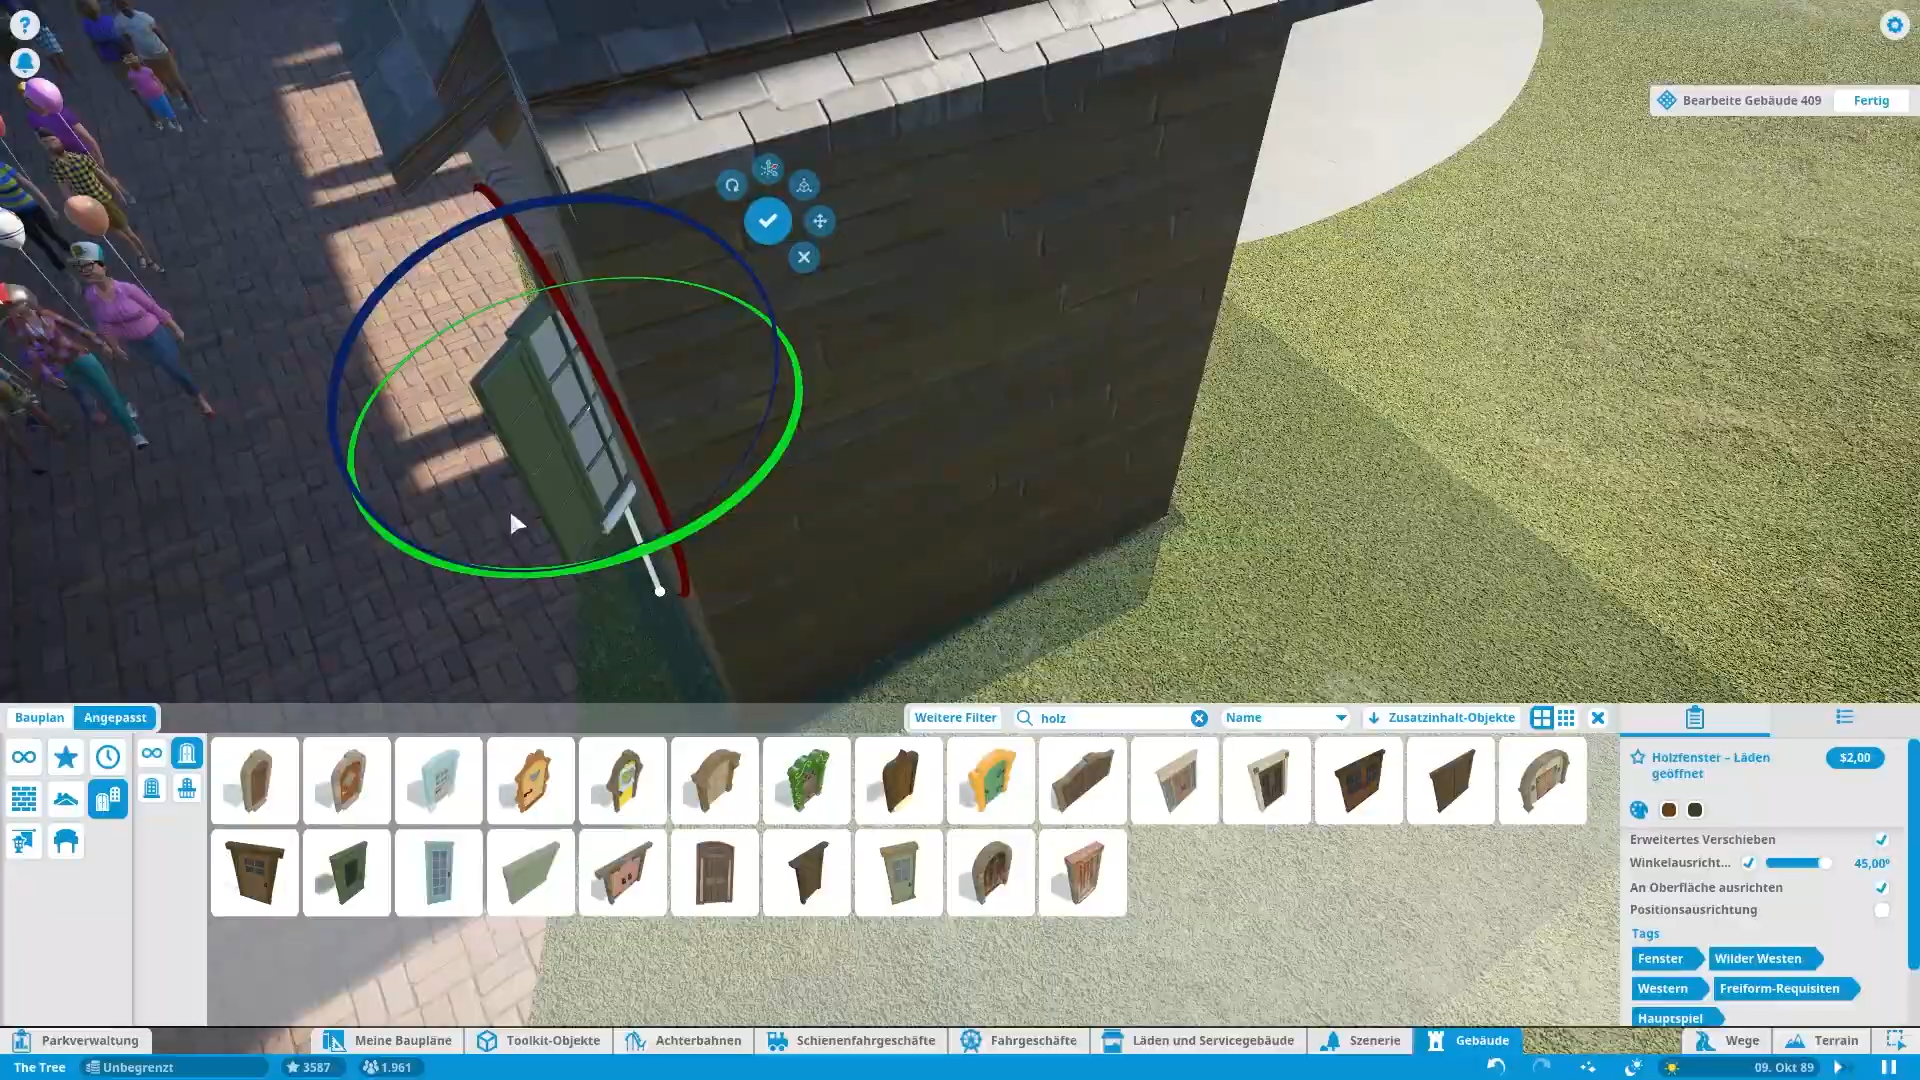 ?
Bearbeite Gebäude 409
Fertig
Bauplan
Angepasst
Weitere Filter
holz
Name
Zusatzinhalt-Objekte
Holzfenster – Läden geöffnet
$2,00
Erweitertes Verschieben
Winkelausricht...
45,00°
An Oberfläche ausrichten
Positionsausrichtung
Tags
Fenster
Wilder Westen
Western
Freiform-Requisiten
Hauptspiel
Parkverwaltung
Meine Baupläne
Toolkit-Objekte
Achterbahnen
Schienenfahrgeschäfte
Fahrgeschäfte
Läden und Servicegebäude
Szenerie
Gebäude
Wege
Terrain
The Tree
Unbegrenzt
3587
1.961
09. Okt 89